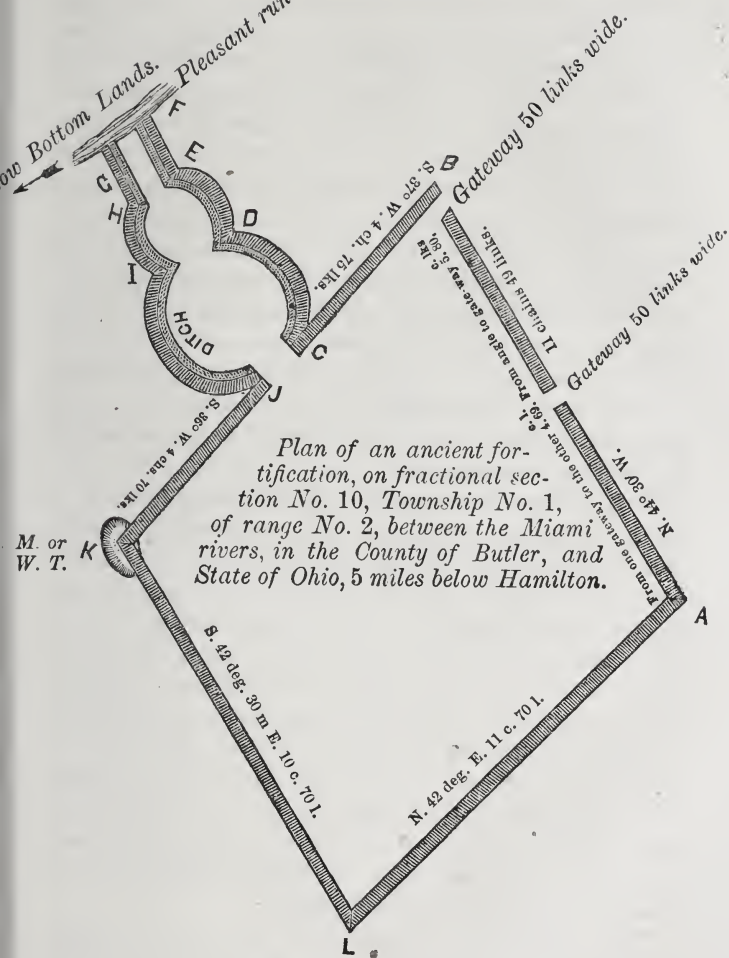 Pleasant run
Bottom Lands.
F
E
G
H
D
I
DITCH
B
S. 37° W. 4 ch. 75 lks.
C
J
Gateway 50 links wide.
11 chains 49 links.
From angle to gate-way 5,80.
c. lks
Gateway 50 links wide.
From one gateway to the other 4.69.
c. l.
N. 44° 30' W.
A
S. 36° W. 4 chs. 70 lks.
Plan of an ancient for-
tification, on fractional sec-
tion No. 10, Township No. 1,
of range No. 2, between the Miami
rivers, in the County of Butler, and
State of Ohio, 5 miles below Hamilton.
M. or
W. T.
K
S. 42 deg. 30 m E. 10 c. 70 l.
N. 42 deg. E. 11 c. 70 l.
L